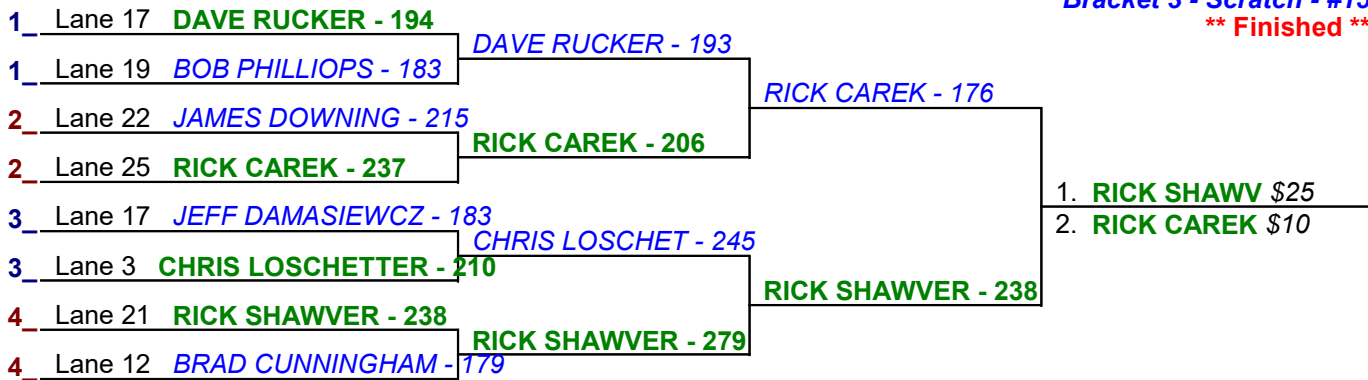 Bracket 3 - Scratch - #15
** Finished **
1_ Lane 17 DAVE RUCKER - 194
DAVE RUCKER - 193
1_ Lane 19 BOB PHILLIOPS - 183
RICK CAREK - 176
2_ Lane 22 JAMES DOWNING - 215
RICK CAREK - 206
2_ Lane 25 RICK CAREK - 237
1. RICK SHAWV $25
2. RICK CAREK $10
3_ Lane 17 JEFF DAMASIEWCZ - 183
CHRIS LOSCHET - 245
3_ Lane 3 CHRIS LOSCHETTER - 210
RICK SHAWVER - 238
4_ Lane 21 RICK SHAWVER - 238
RICK SHAWVER - 279
4_ Lane 12 BRAD CUNNINGHAM - 179